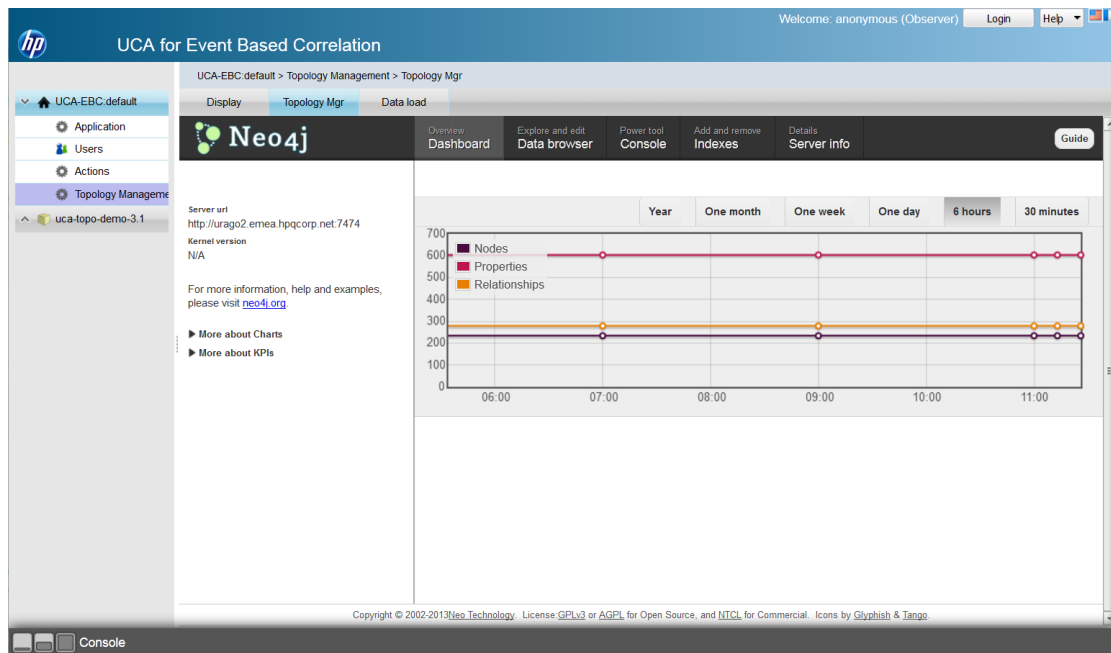 Welcome: anonymous (Observer) Login Help
hp UCA for Event Based Correlation
UCA-EBC:default > Topology Management > Topology Mgr
UCA-EBC:default
Display Topology Mgr Data load
Application
Users
Actions
Topology Manageme
uca-topo-demo-3.1
Neo4j
Overview
Dashboard
Explore and edit
Data browser
Power tool
Console
Add and remove
Indexes
Details
Server info
Guide
Server url
http://urago2.emea.hpqcorp.net:7474
Kernel version
N/A
For more information, help and examples,
please visit neo4j.org.
More about Charts
More about KPIs
Year One month One week One day 6 hours 30 minutes
700
600
500
400
300
200
100
0
Nodes
Properties
Relationships
06:00 07:00 08:00 09:00 10:00 11:00
Copyright © 2002-2013Neo Technology. License:GPLv3 or AGPL for Open Source, and NTCL for Commercial. Icons by Glyphish & Tango.
Console